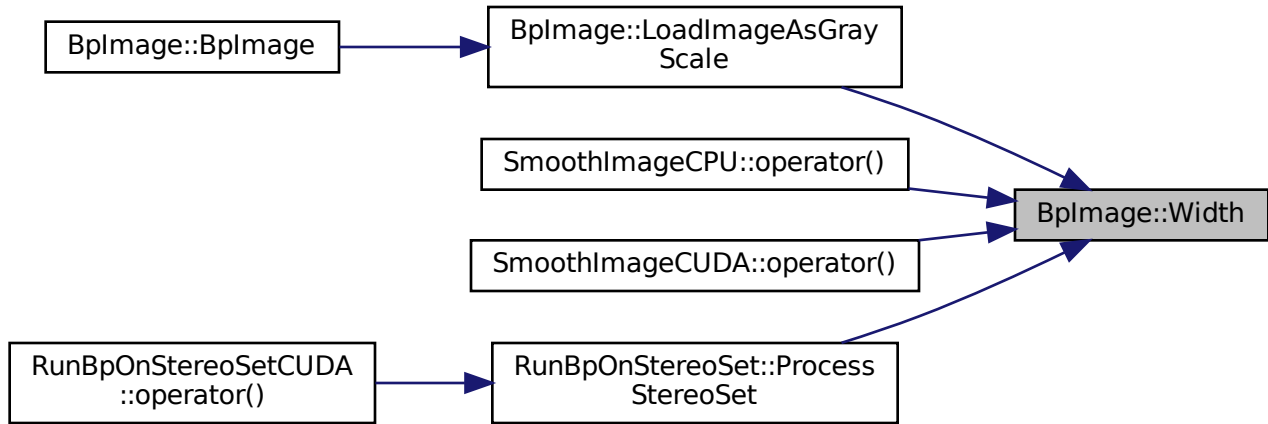 BpImage::BpImage
BpImage::LoadImageAsGray
Scale
SmoothImageCPU::operator()
BpImage::Width
SmoothImageCUDA::operator()
RunBpOnStereoSetCUDA
::operator()
RunBpOnStereoSet::Process
StereoSet